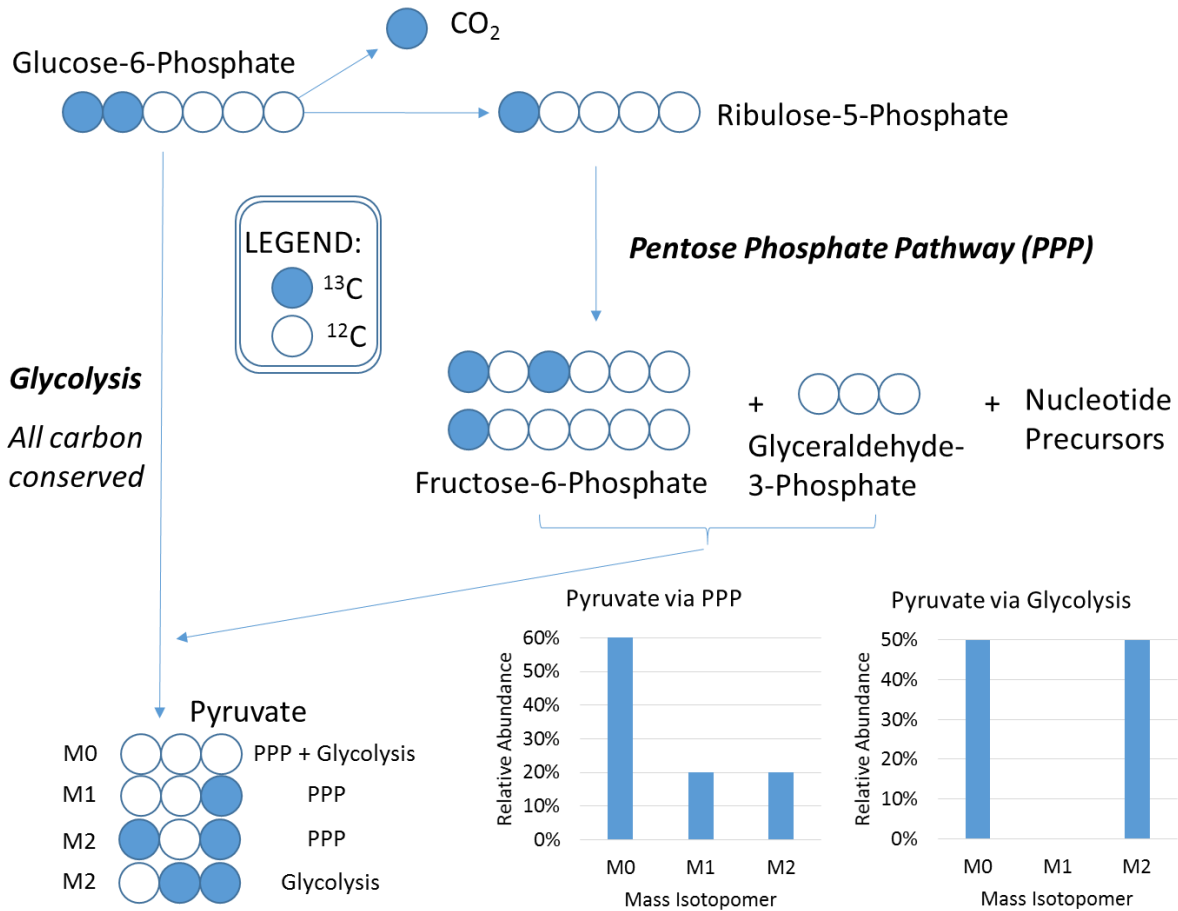 CO₂
Glucose-6-Phosphate
Ribulose-5-Phosphate
LEGEND:
¹³C
¹²C
Pentose Phosphate Pathway (PPP)
Glycolysis
All carbon
conserved
+
+
Nucleotide
Precursors
Glyceraldehyde-
3-Phosphate
Fructose-6-Phosphate
Pyruvate
M0 PPP + Glycolysis
M1 PPP
M2 PPP
M2 Glycolysis
Pyruvate via PPP
Relative Abundance
60%
50%
40%
30%
20%
10%
0%
M0 M1 M2
Mass Isotopomer
Pyruvate via Glycolysis
Relative Abundance
50%
40%
30%
20%
10%
0%
M0 M1 M2
Mass Isotopomer